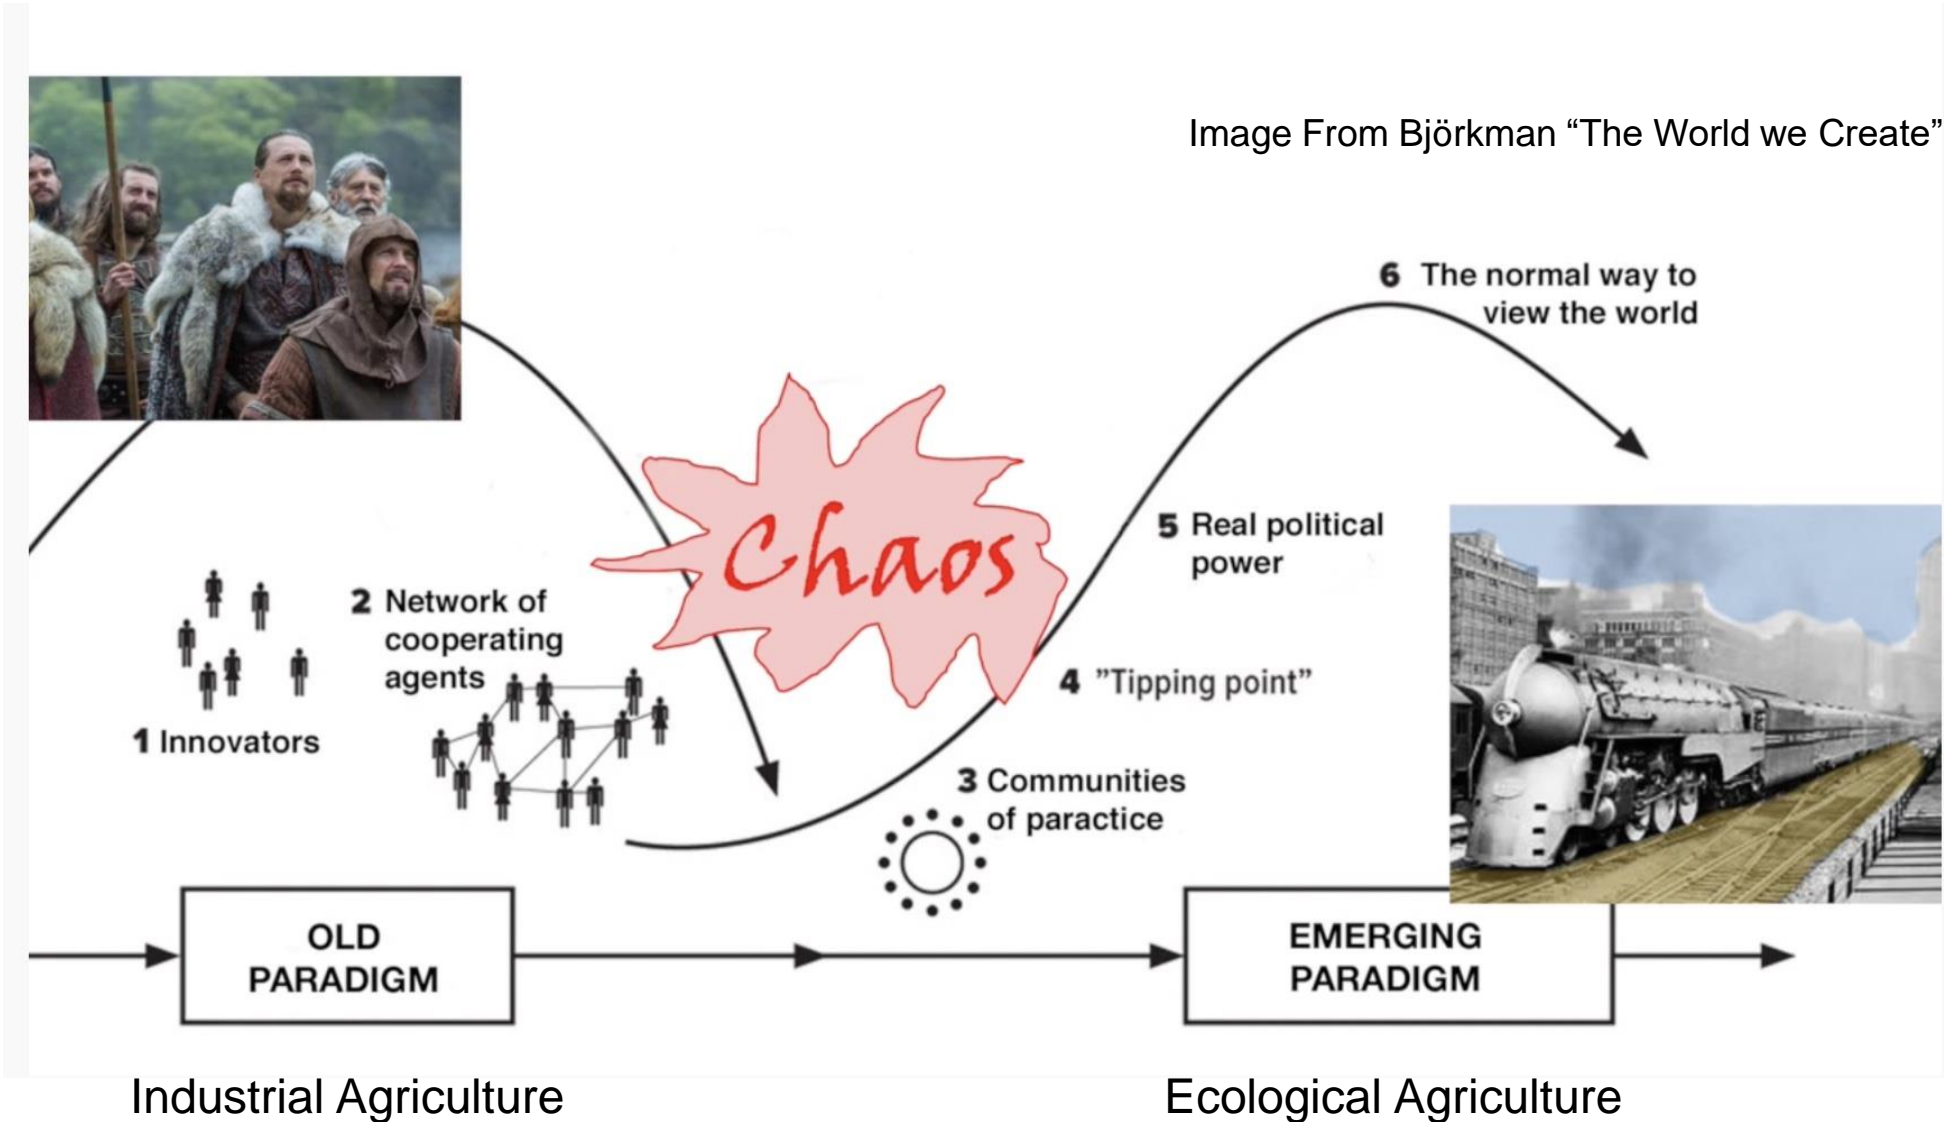 Image From Björkman “The World we Create”
6 The normal way to
view the world
Chaos
5 Real political
power
2 Network of
cooperating
agents
4 ”Tipping point”
1 Innovators
3 Communities
of paractice
OLD
PARADIGM
EMERGING
PARADIGM
Industrial Agriculture
Ecological Agriculture